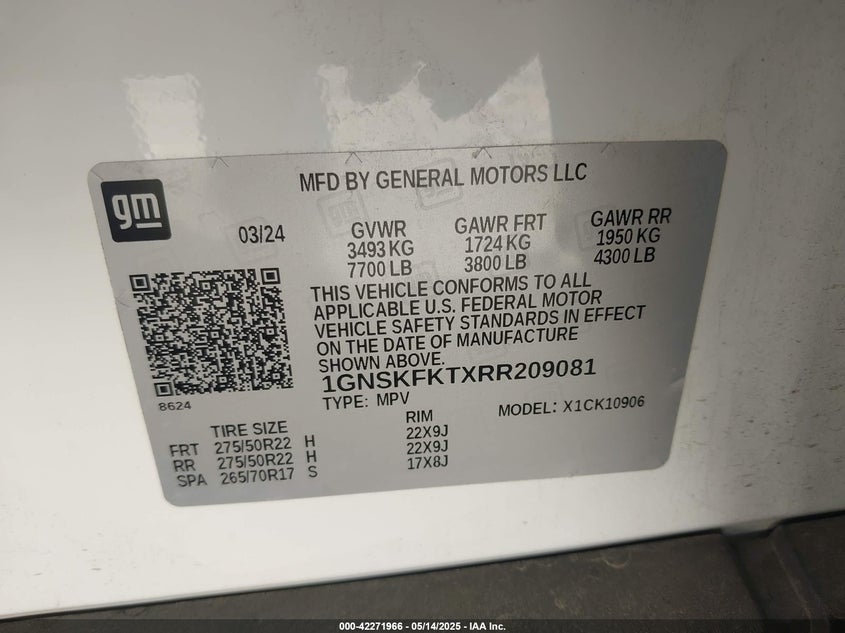 gm
MFD BY GENERAL MOTORS LLC
03/24
GVWR
3493 KG
7700 LB
GAWR FRT
1724 KG
3800 LB
GAWR RR
1950 KG
4300 LB
THIS VEHICLE CONFORMS TO ALL
APPLICABLE U.S. FEDERAL MOTOR
VEHICLE SAFETY STANDARDS IN EFFECT
ON THE DATE OF MANUFACTURE
SHOWN ABOVE.
1GNSKFKTXRR209081
8624
TYPE: MPV
MODEL: X1CK10906
TIRE SIZE RIM
FRT 275/50R22 H 22X9J
RR 275/50R22 H 22X9J
SPA 265/70R17 S 17X8J
000-42271966 - 05/14/2025 - IAA Inc.